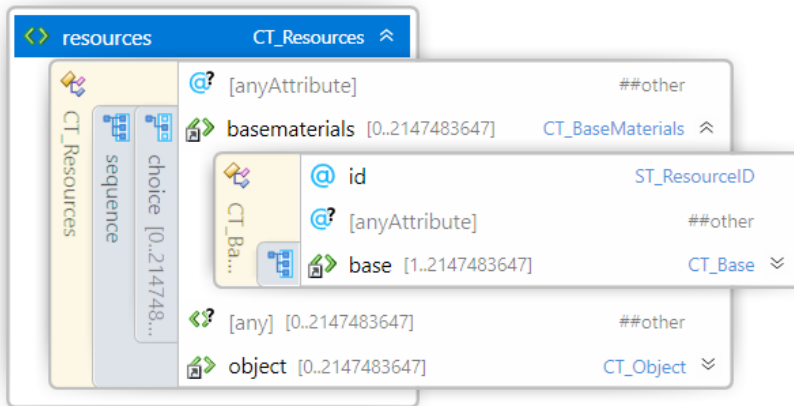 resources CT_Resources
CT_Resources
sequence
choice [0..214748...
@? [anyAttribute] ##other
basematerials [0..2147483647] CT_BaseMaterials
CT_Ba...
@ id ST_ResourceID
@? [anyAttribute] ##other
base [1..2147483647] CT_Base
[any] [0..2147483647] ##other
object [0..2147483647] CT_Object